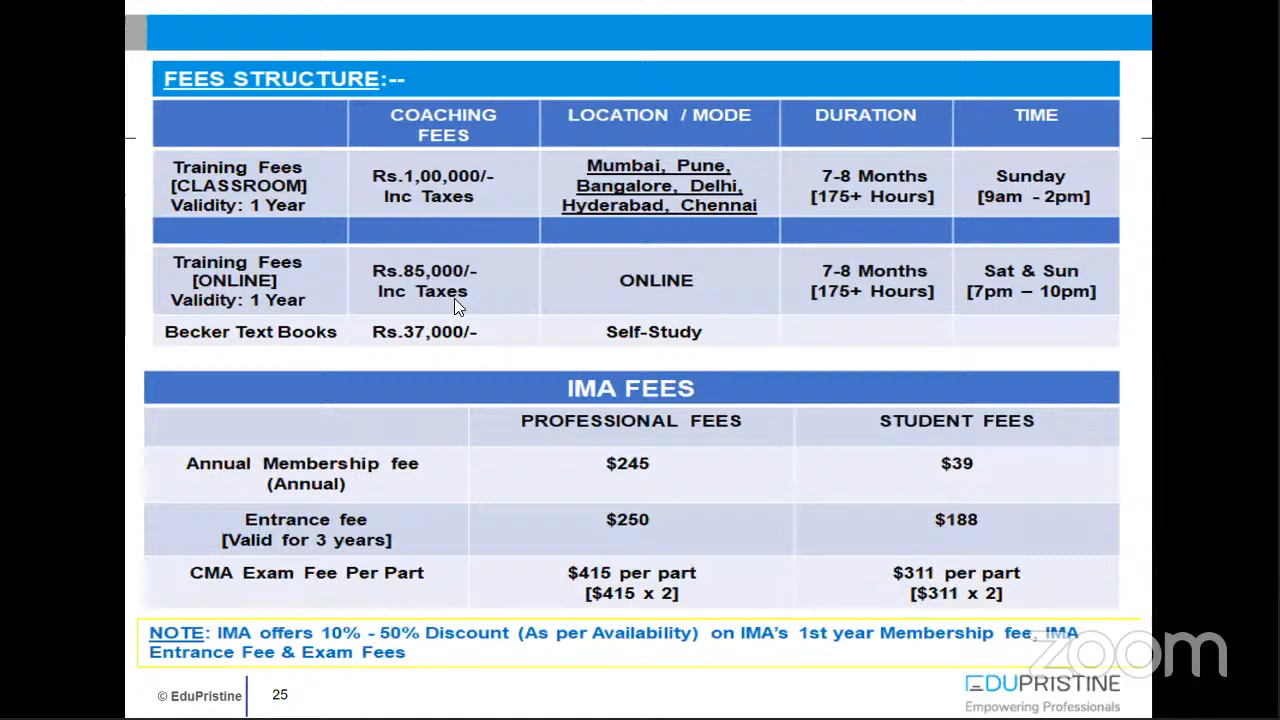 FEES STRUCTURE:--
COACHING FEES LOCATION / MODE DURATION TIME
Training Fees
[CLASSROOM]
Validity: 1 Year
Rs.1,00,000/-
Inc Taxes
Mumbai, Pune,
Bangalore, Delhi,
Hyderabad, Chennai
7-8 Months
[175+ Hours]
Sunday
[9am - 2pm]
Training Fees
[ONLINE]
Validity: 1 Year
Rs.85,000/-
Inc Taxes
ONLINE
7-8 Months
[175+ Hours]
Sat & Sun
[7pm – 10pm]
Becker Text Books Rs.37,000/- Self-Study
IMA FEES
PROFESSIONAL FEES STUDENT FEES
Annual Membership fee
(Annual)
$245
$39
Entrance fee
[Valid for 3 years]
$250
$188
CMA Exam Fee Per Part
$415 per part
[$415 x 2]
$311 per part
[$311 x 2]
NOTE: IMA offers 10% - 50% Discount (As per Availability) on IMA's 1st year Membership fee, IMA
Entrance Fee & Exam Fees
zoom
© EduPristine 25
EDUPRISTINE
Empowering Professionals